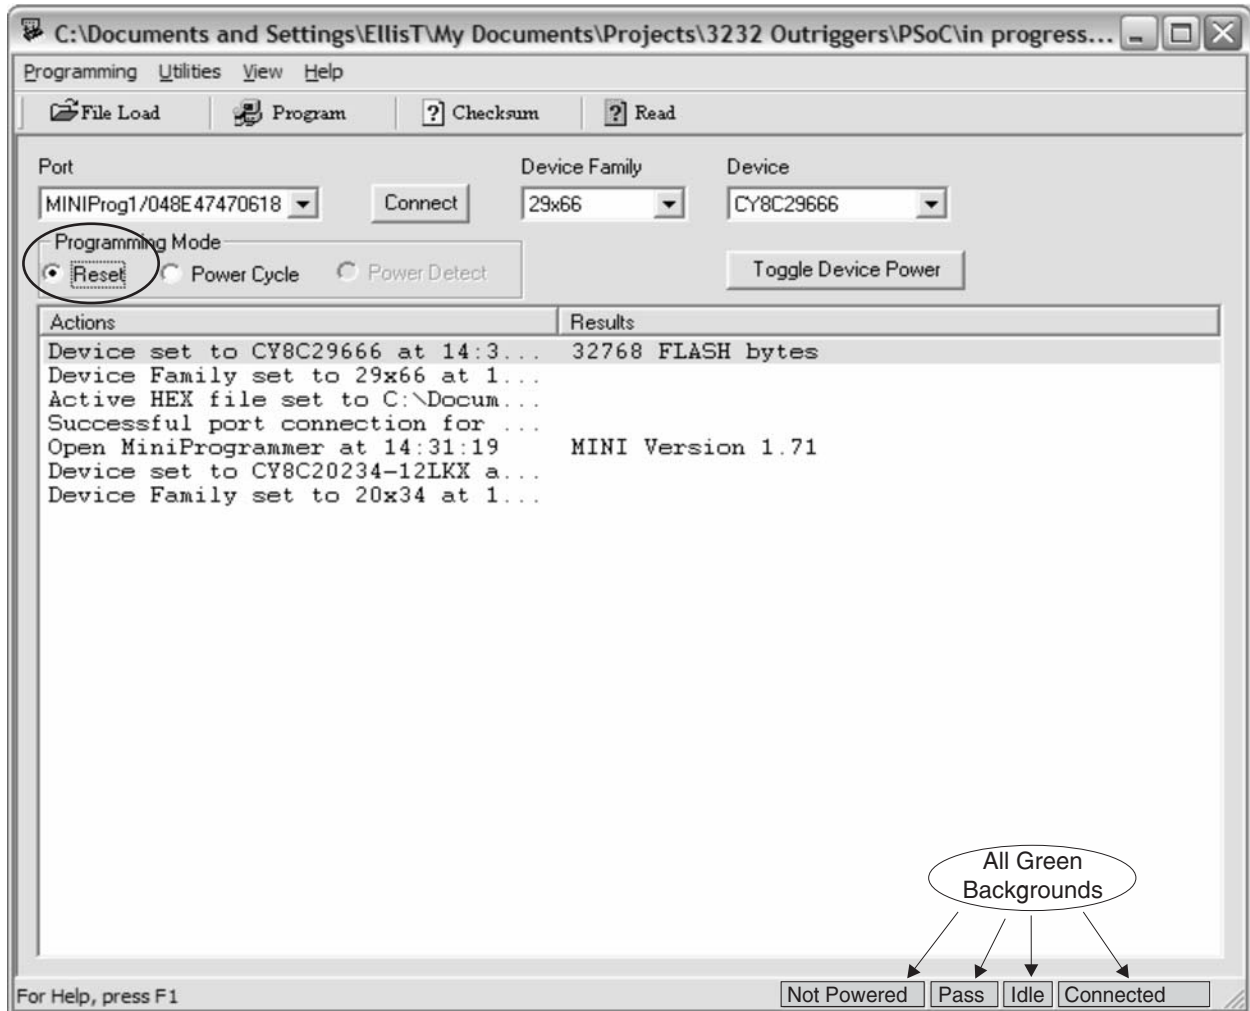 C:\Documents and Settings\EllisT\My Documents\Projects\3232 Outriggers\PSoC\in progress...
Programming Utilities View Help
File Load Program Checksum Read
Port Device Family Device
MINIProg1/048E47470618 Connect 29x66 CY8C29666
Programming Mode
Reset Power Cycle Power Detect Toggle Device Power
Actions Results
Device set to CY8C29666 at 14:3... 32768 FLASH bytes
Device Family set to 29x66 at 1...
Active HEX file set to C:\Docum...
Successful port connection for ...
Open MiniProgrammer at 14:31:19 MINI Version 1.71
Device set to CY8C20234-12LKX a...
Device Family set to 20x34 at 1...
All Green
Backgrounds
For Help, press F1 Not Powered Pass Idle Connected